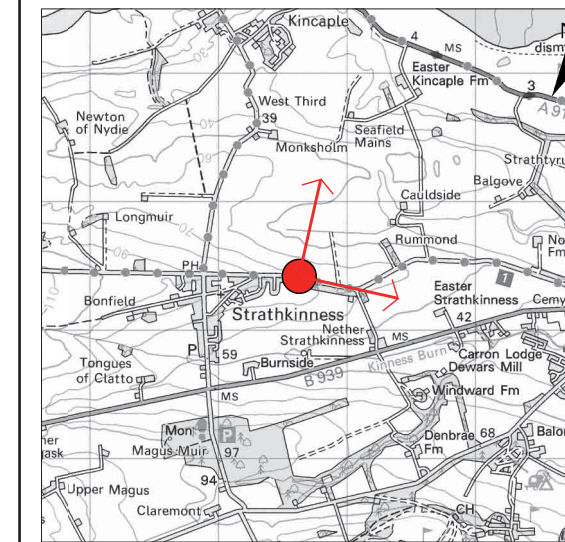 Kincaple
4
MS
Easter
Kincaple Fm
3
A 91
West Third
39
Newton
of Nydie
Monksholm
Seafield
Mains
Balgove
Cauldside
Longmuir
Rummond
PH
1
Bonfield
Strathkinness
Easter
Strathkinness
42
Nether
Strathkinness
MS
P
59
Burnside
Kinness Burn
Carron Lodge
Dewars Mill
Tongues
of Clatto
B 939
Windward Fm
MS
Mon
P
Magus Muir
97
Denbrae
Fm
68
94
Upper Magus
Claremont
CH